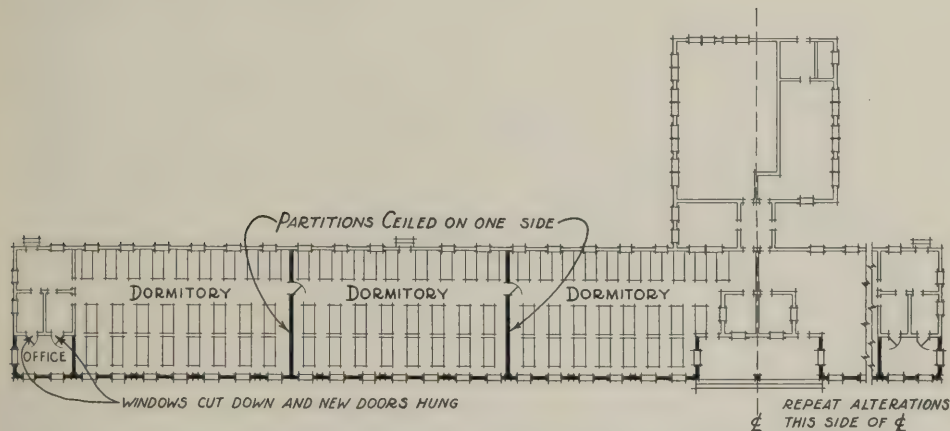 PARTITIONS CEILED ON ONE SIDE
DORMITORY
DORMITORY
DORMITORY
OFFICE
WINDOWS CUT DOWN AND NEW DOORS HUNG
REPEAT ALTERATIONS
℄ THIS SIDE OF ℄